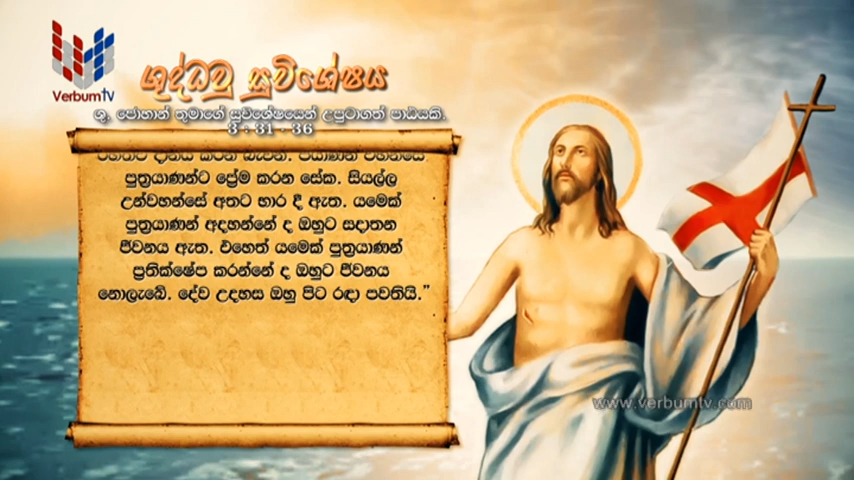 VerbumTV
ශුද්ධවූ සුවිශේෂය
ශු. ජොහාන් තුමාගේ සුවිශේෂයෙන් උපුටාගත් පාඨයකි.
3 : 31 - 36
පුත්‍රයාණන්ට ප්‍රේම කරන සේක. සියල්ල
උන්වහන්සේ අතට භාර දී ඇත. යමෙක්
පුත්‍රයාණන් අදහන්නේ ද ඔහුට සදාතන
ජීවනය ඇත. එහෙත් යමෙක් පුත්‍රයාණන්
ප්‍රතික්ෂේප කරන්නේ ද ඔහුට ජීවනය
නොලැබේ. දේව උදහස ඔහු පිට රඳා පවතියි.”
www.verbumtv.com